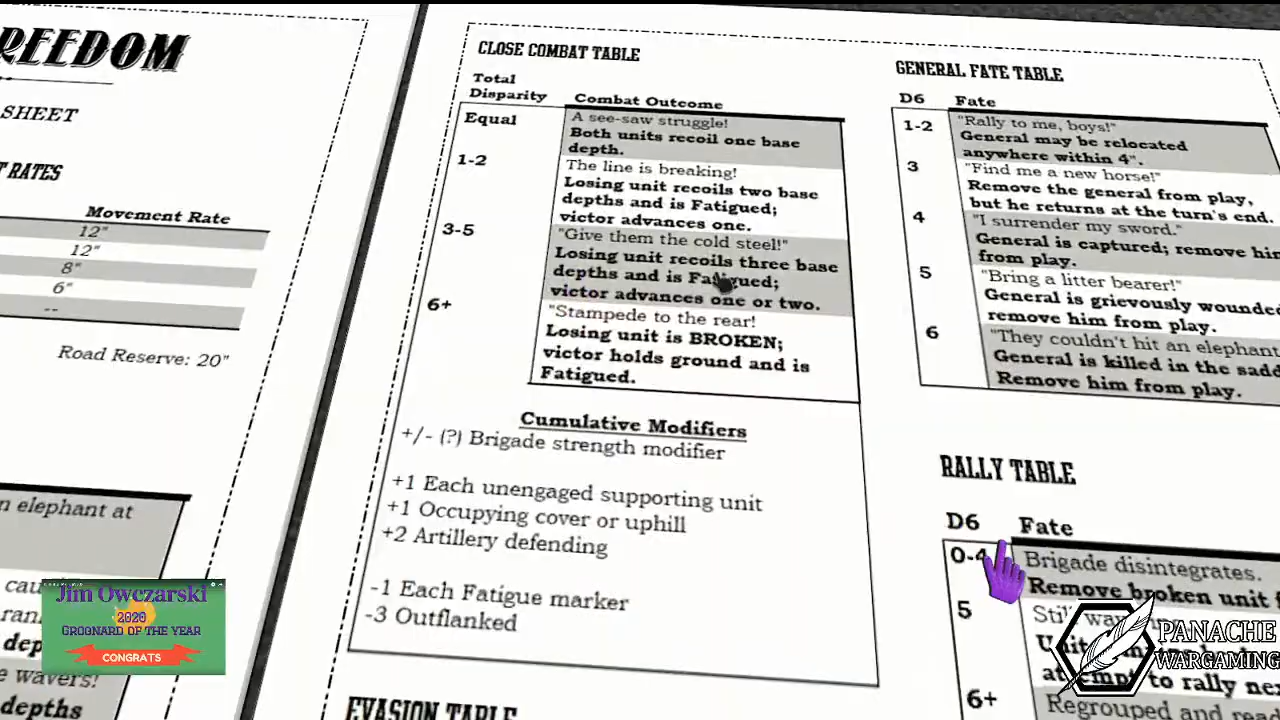 REEDOM
SHEET
T RATES
Movement Rate
12"
12"
8"
6"
--
Road Reserve: 20"
n elephant at
cau
ran
dep
e wavers!
depths
CLOSE COMBAT TABLE
Total
Disparity Combat Outcome
Equal A see-saw struggle!
Both units recoil one base
depth.
1-2 The line is breaking!
Losing unit recoils two base
depths and is Fatigued;
victor advances one.
3-5 "Give them the cold steel!"
Losing unit recoils three base
depths and is Fatigued;
victor advances one or two.
6+ "Stampede to the rear!
Losing unit is BROKEN;
victor holds ground and is
Fatigued.
Cumulative Modifiers
+/- (?) Brigade strength modifier
+1 Each unengaged supporting unit
+1 Occupying cover or uphill
+2 Artillery defending
-1 Each Fatigue marker
-3 Outflanked
EVASION TABLE
GENERAL FATE TABLE
D6 Fate
1-2 "Rally to me, boys!"
General may be relocated
anywhere within 4".
3 "Find me a new horse!"
Remove the general from play,
but he returns at the turn's end.
4 "I surrender my sword."
General is captured; remove him
from play.
5 "Bring a litter bearer!"
General is grievously wounde
remove him from play.
6 "They couldn't hit an elephant
General is killed in the sadd
Remove him from play.
RALLY TABLE
D6 Fate
0-4 Brigade disintegrates.
Remove broken unit
5
to rally ne
6+ Regrouped and read
Jim Owczarski
2020
GROGNARD OF THE YEAR
CONGRATS
PANACHE
WARGAMING